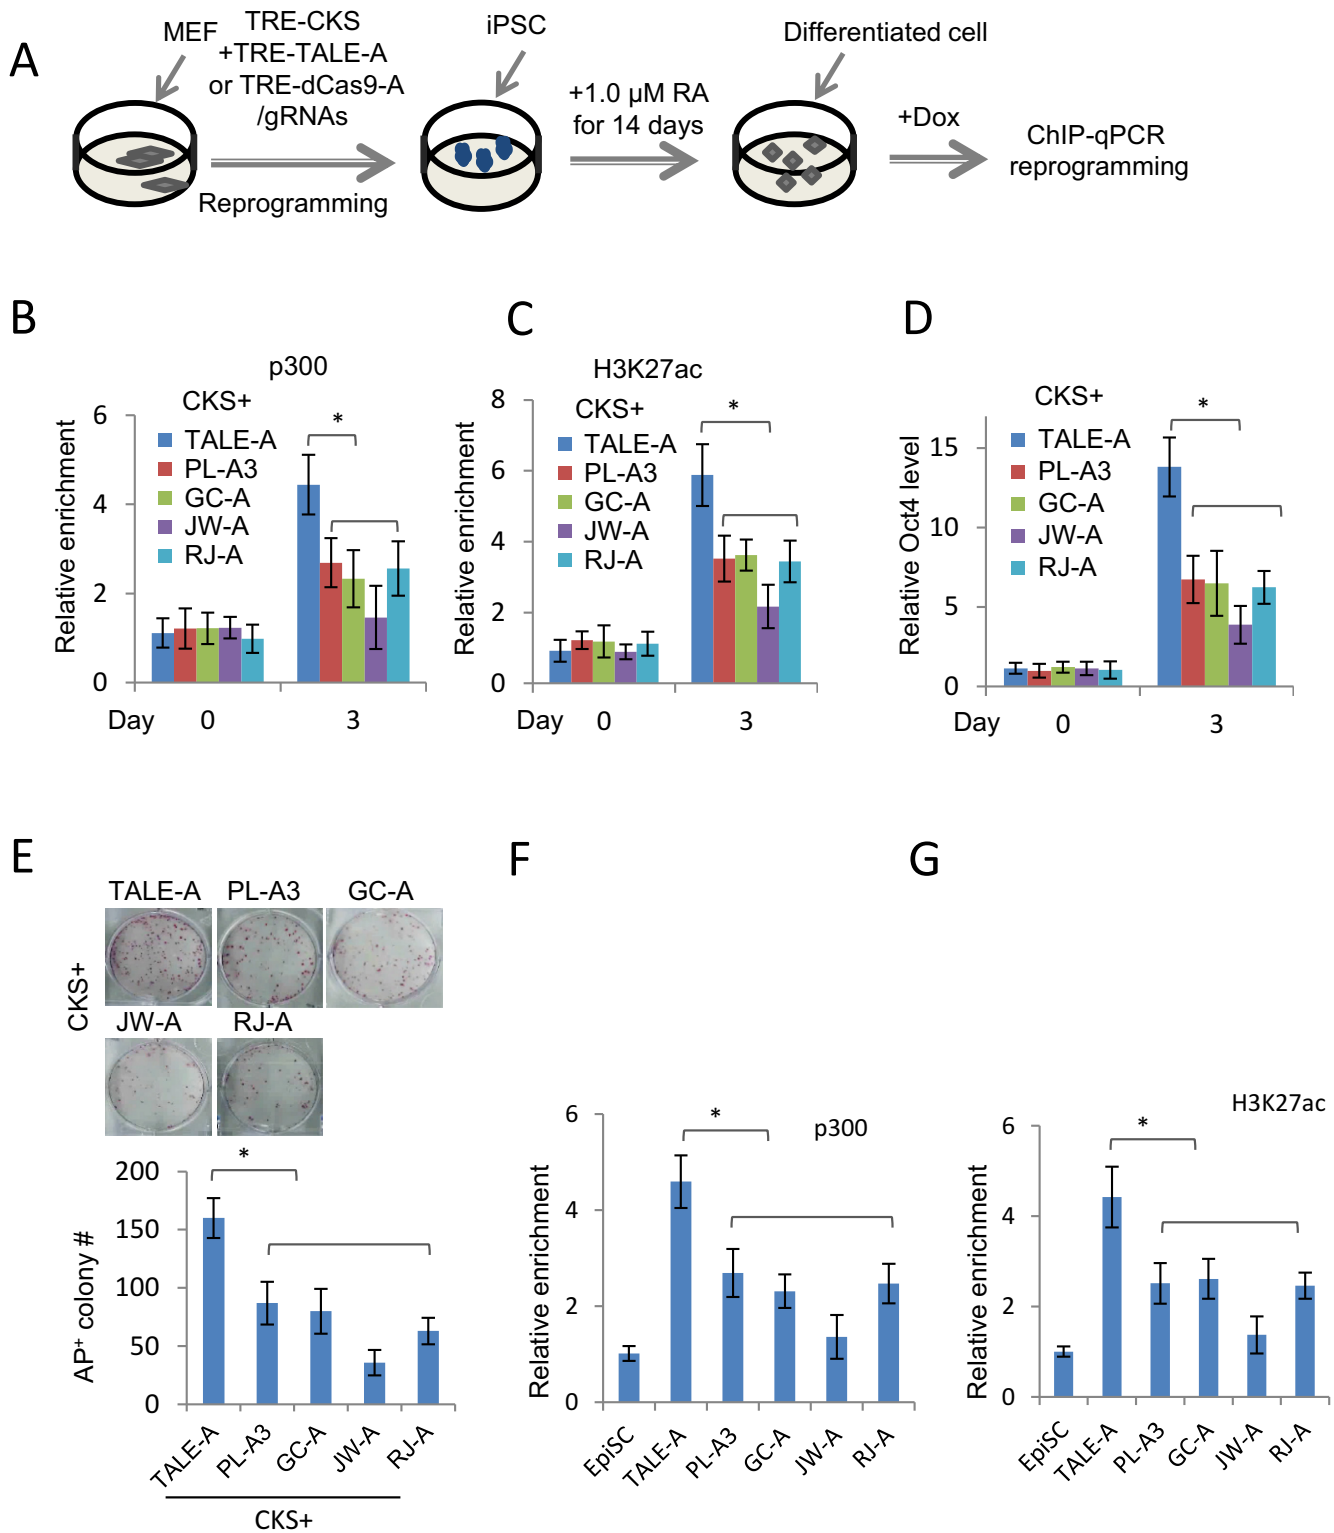 A
MEF
TRE-CKS
+TRE-TALE-A
or TRE-dCas9-A
/gRNAs
Reprogramming
iPSC
+1.0 µM RA
for 14 days
Differentiated cell
+Dox
ChIP-qPCR
reprogramming
B
p300
CKS+
TALE-A
PL-A3
GC-A
JW-A
RJ-A
*
Relative enrichment
6
4
2
0
Day 0 3
C
H3K27ac
CKS+
TALE-A
PL-A3
GC-A
JW-A
RJ-A
*
Relative enrichment
8
6
4
2
0
0 3
D
CKS+
TALE-A
PL-A3
GC-A
JW-A
RJ-A
*
Relative Oct4 level
15
10
5
0
Day 3
E
CKS+
TALE-A PL-A3 GC-A
JW-A RJ-A
*
AP+ colony #
200
150
100
50
0
TALE-A PL-A3 GC-A JW-A RJ-A
CKS+
F
p300
*
Relative enrichment
6
4
2
0
EpiSC TALE-A PL-A3 GC-A JW-A RJ-A
G
H3K27ac
*
Relative enrichment
6
4
2
0
EpiSC TALE-A PL-A3 GC-A JW-A RJ-A